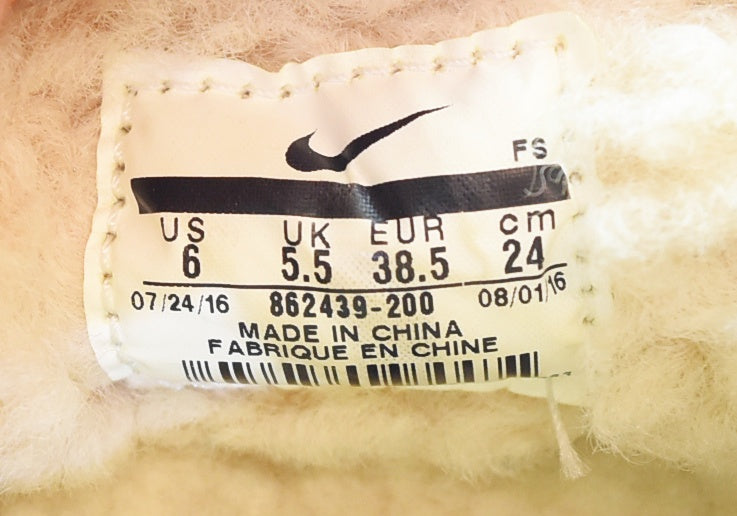 FS
US UK EUR cm
6 5.5 38.5 24
07/24/16 862439-200 08/01/16
MADE IN CHINA
FABRIQUE EN CHINE